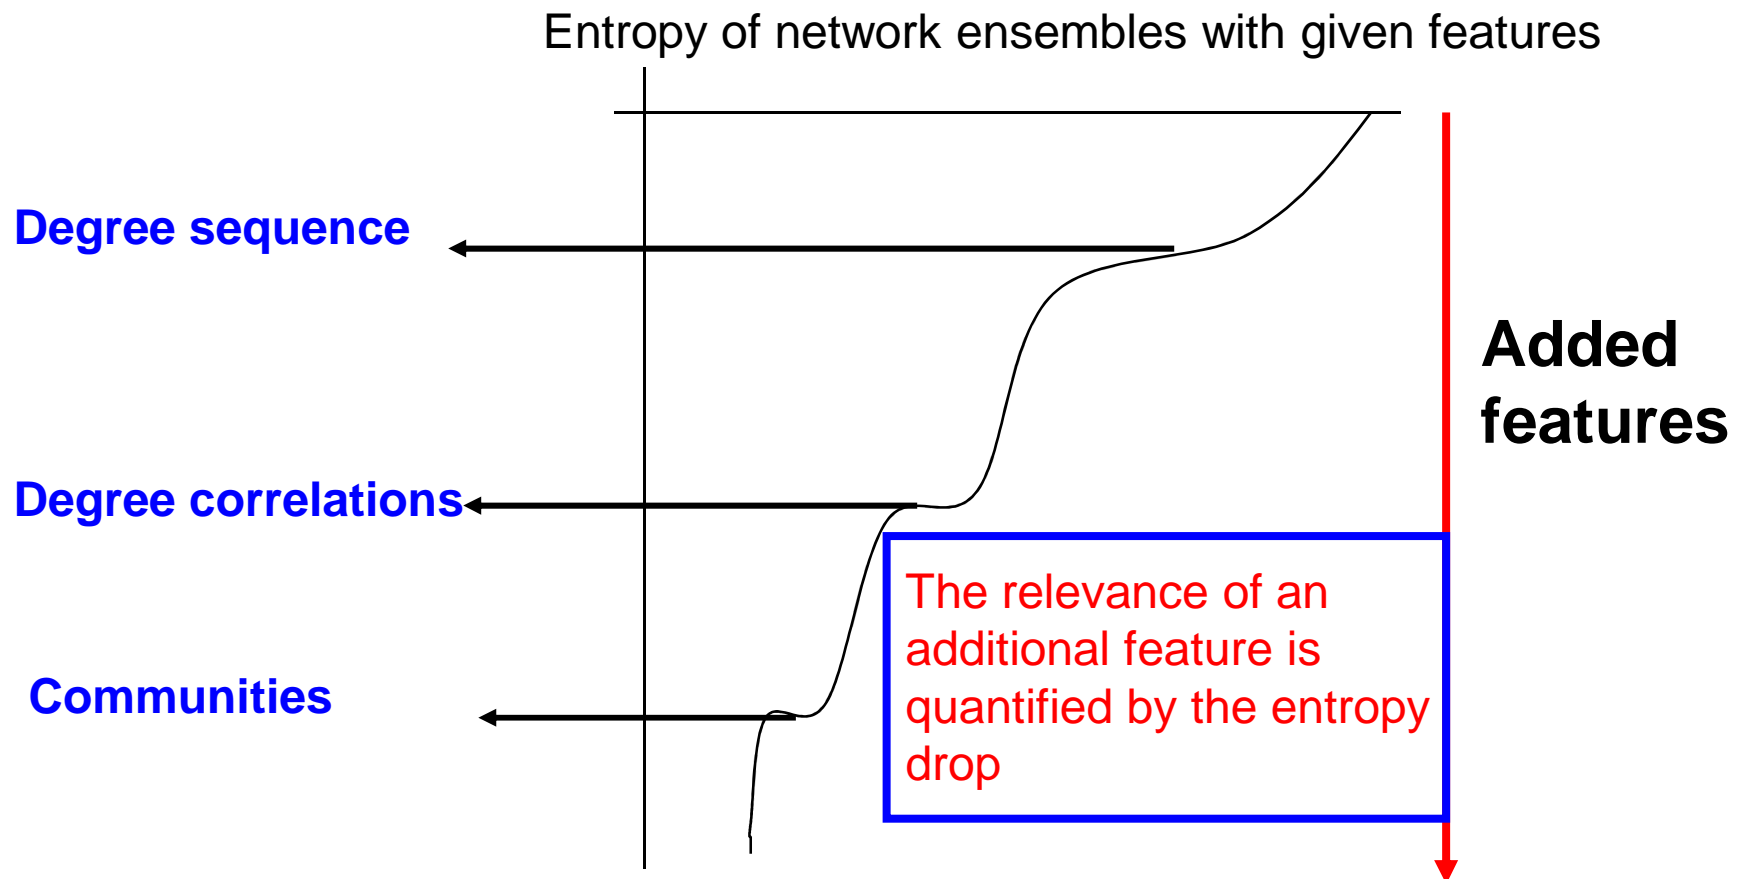 Entropy of network ensembles with given features
Degree sequence
Added
features
Degree correlations
The relevance of an
additional feature is
quantified by the entropy
drop
Communities